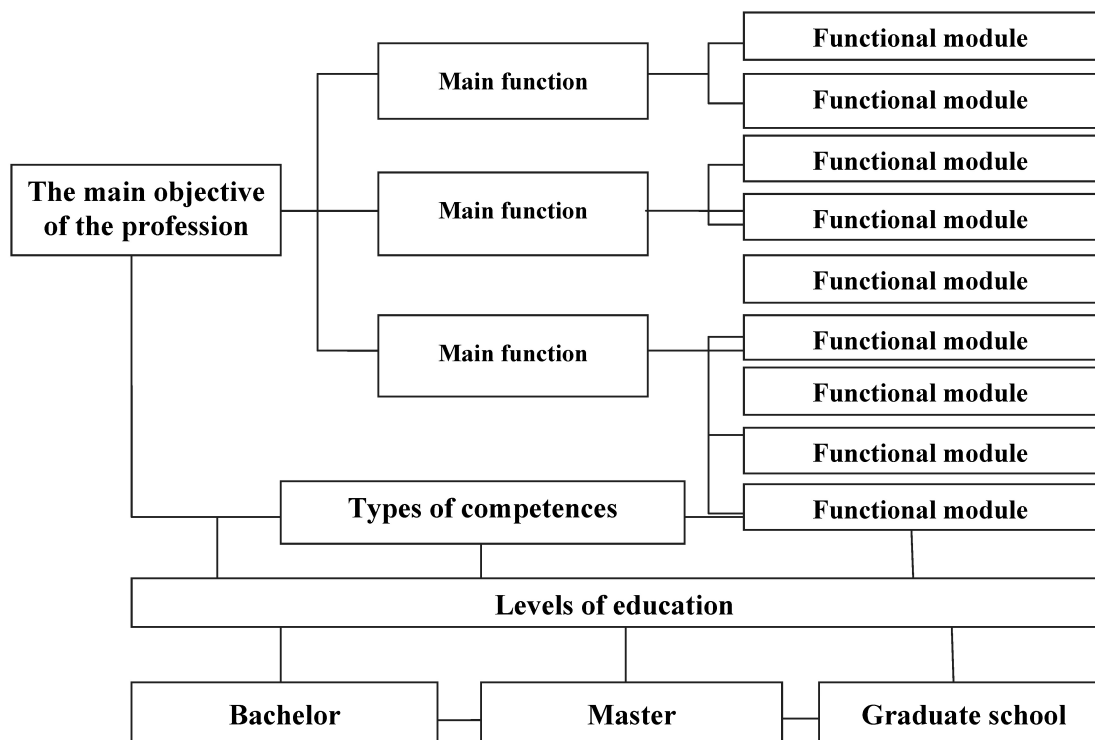 Functional module
Main function
Functional module
Functional module
The main objective
of the profession
Main function
Functional module
Functional module
Main function
Functional module
Functional module
Functional module
Types of competences
Functional module
Levels of education
Bachelor
Master
Graduate school